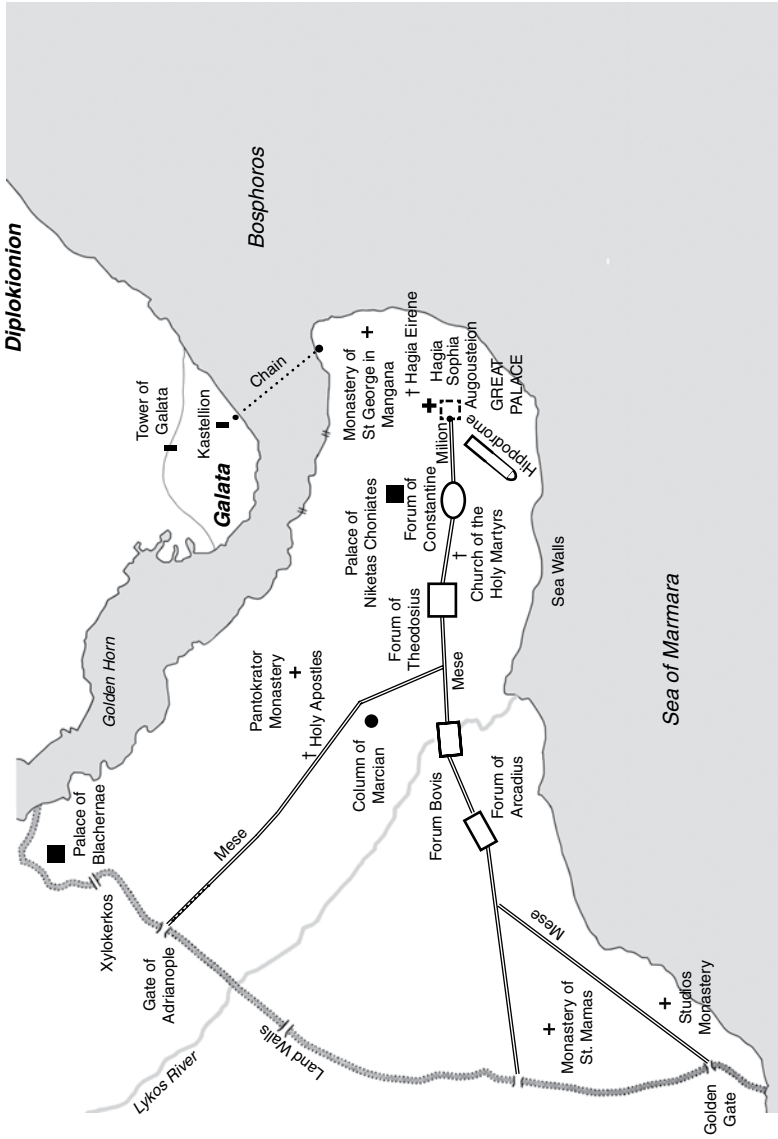 Diplokionion
Bosphoros
Tower of
Galata
Kastellion
Galata
Chain
Golden Horn
Monastery of
St George in
Mangana
† Hagia Eirene
Hagia
Sophia
Augousteion
GREAT
PALACE
Milion
Hippodrome
Palace of
Niketas Choniates
Forum of
Constantine
Church of the
Holy Martyrs
Forum of
Theodosius
Sea Walls
Sea of Marmara
Pantokrator
Monastery
† Holy Apostles
Mese
Column of
Marcian
Forum Bovis
Forum of
Arcadius
Palace of
Blachernae
Mese
Xylokerkos
Gate of
Adrianople
Mese
Lykos River
Land Walls
Monastery of
St. Mamas
Studios
Monastery
Golden
Gate